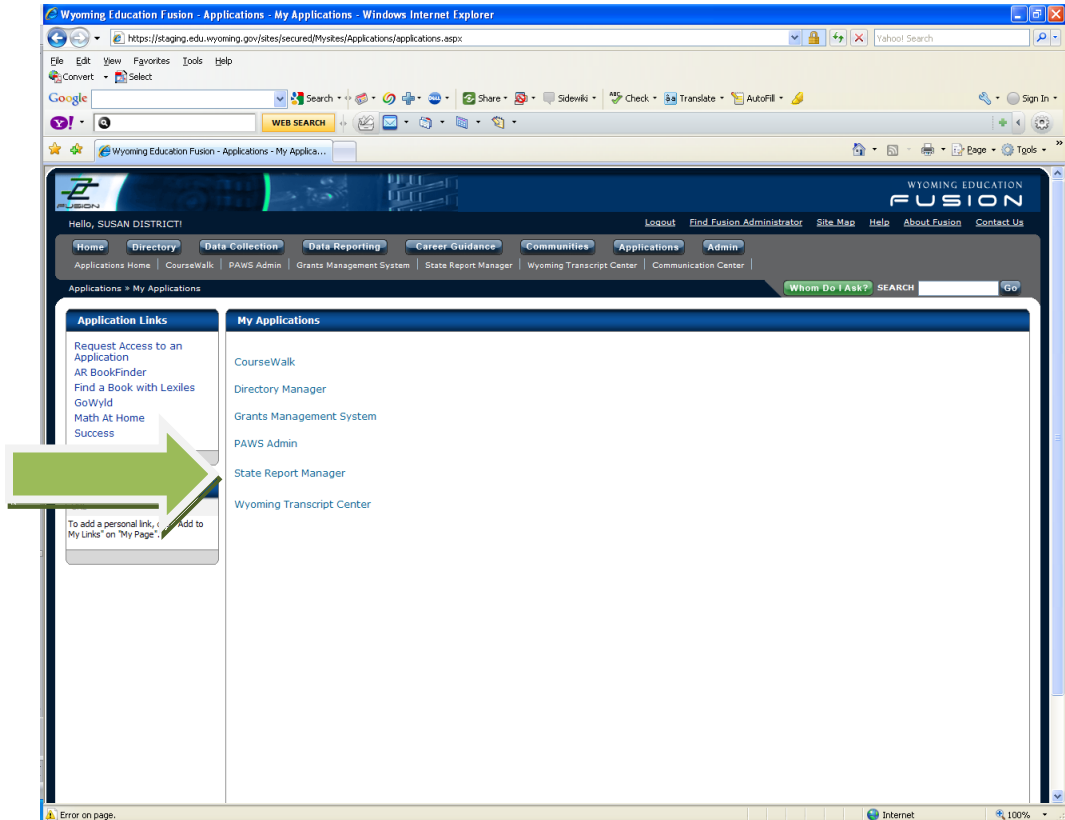 Wyoming Education Fusion - Applications - My Applications - Windows Internet Explorer
https://staging.edu.wyoming.gov/sites/secured/Mysites/Applications/applications.aspx
Yahoo! Search
File Edit View Favorites Tools Help
Convert Select
Google Search Share Sidewiki Check Translate AutoFill Sign In
Y! WEB SEARCH
Wyoming Education Fusion - Applications - My Applica... Page Tools
FUSION
WYOMING EDUCATION
FUSION
Hello, SUSAN DISTRICT! Logout Find Fusion Administrator Site Map Help About Fusion Contact Us
Home Directory Data Collection Data Reporting Career Guidance Communities Applications Admin
Applications Home | CourseWalk | PAWS Admin | Grants Management System | State Report Manager | Wyoming Transcript Center | Communication Center |
Applications » My Applications Whom Do I Ask? SEARCH Go
Application Links
Request Access to an
Application
AR BookFinder
Find a Book with Lexiles
GoWyld
Math At Home
Success
To add a personal link, Add to
My Links" on "My Page".
My Applications
CourseWalk
Directory Manager
Grants Management System
PAWS Admin
State Report Manager
Wyoming Transcript Center
Error on page. Internet 100%